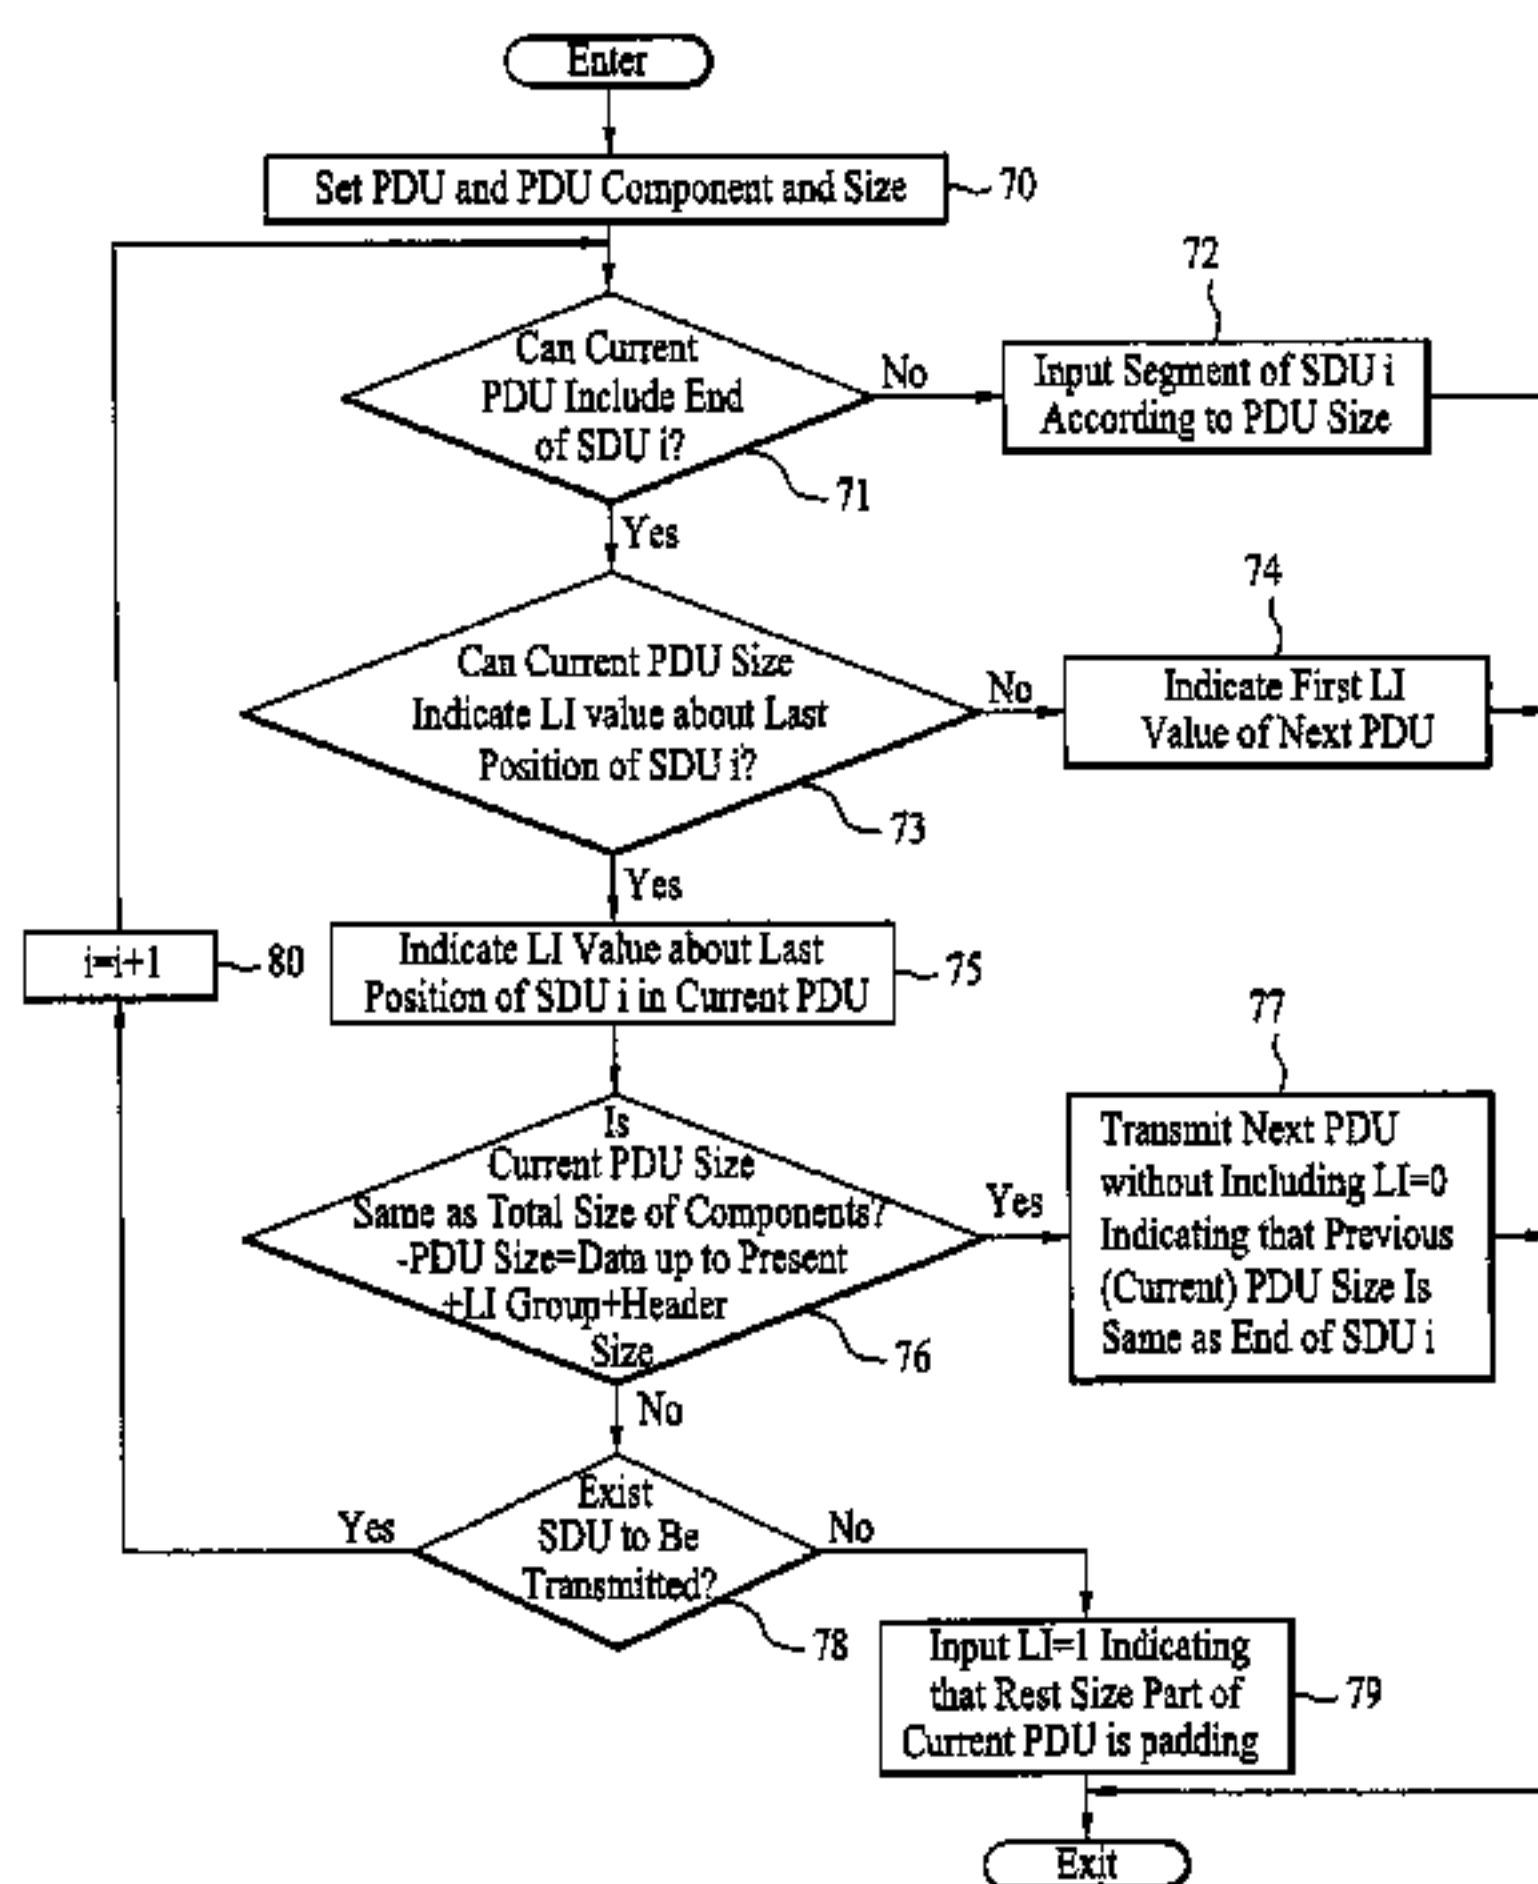 Enter
Set PDU and PDU Component and Size
70
72
Can Current
PDU Include End
of SDU i?
No
Input Segment of SDU i
According to PDU Size
71
Yes
74
Can Current PDU Size
Indicate LI value about Last
Position of SDU i?
No
Indicate First LI
Value of Next PDU
73
Yes
i=i+1
80
Indicate LI Value about Last
Position of SDU i in Current PDU
75
77
Is
Current PDU Size
Same as Total Size of Components?
-PDU Size=Data up to Present
+LI Group+Header
Size
Yes
Transmit Next PDU
without Including LI=0
Indicating that Previous
(Current) PDU Size Is
Same as End of SDU i
76
No
Exist
SDU to Be
Transmitted?
Yes
No
78
Input LI=1 Indicating
that Rest Size Part of
Current PDU is padding
79
Exit